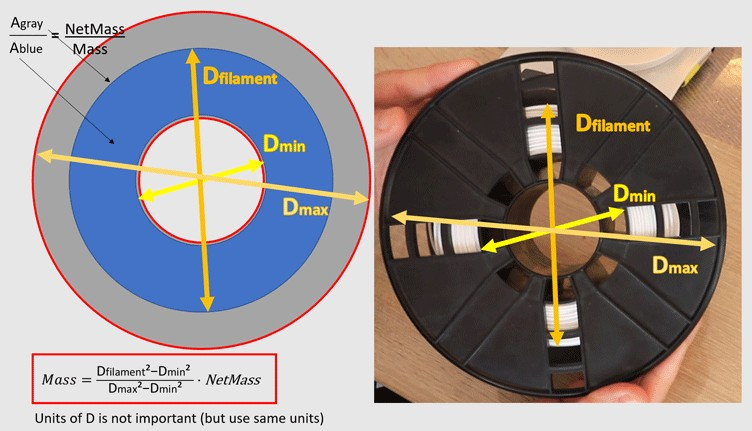 Agray
Ablue
=
NetMass
Mass
Dfilament
Dmin
Dmax
Dfilament
Dmin
Dmax
Mass = Dfilament²−Dmin² / Dmax²−Dmin² · NetMass
Units of D is not important (but use same units)